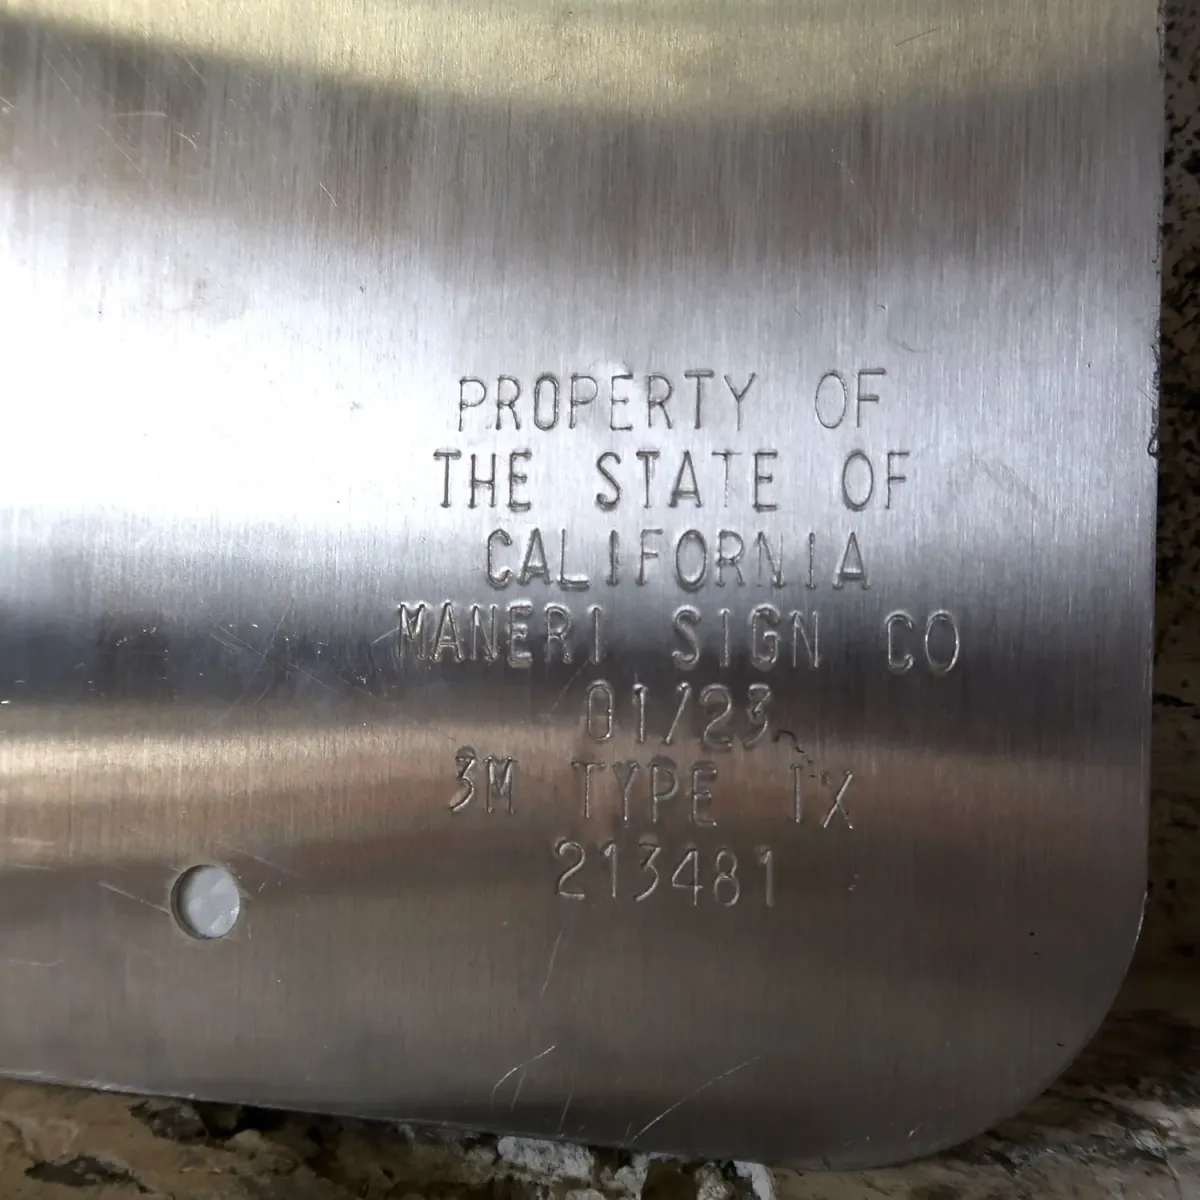 PROPERTY OF
THE STATE OF
CALIFORNIA
MANERI SIGN CO
01/23
3M TYPE IX
213481